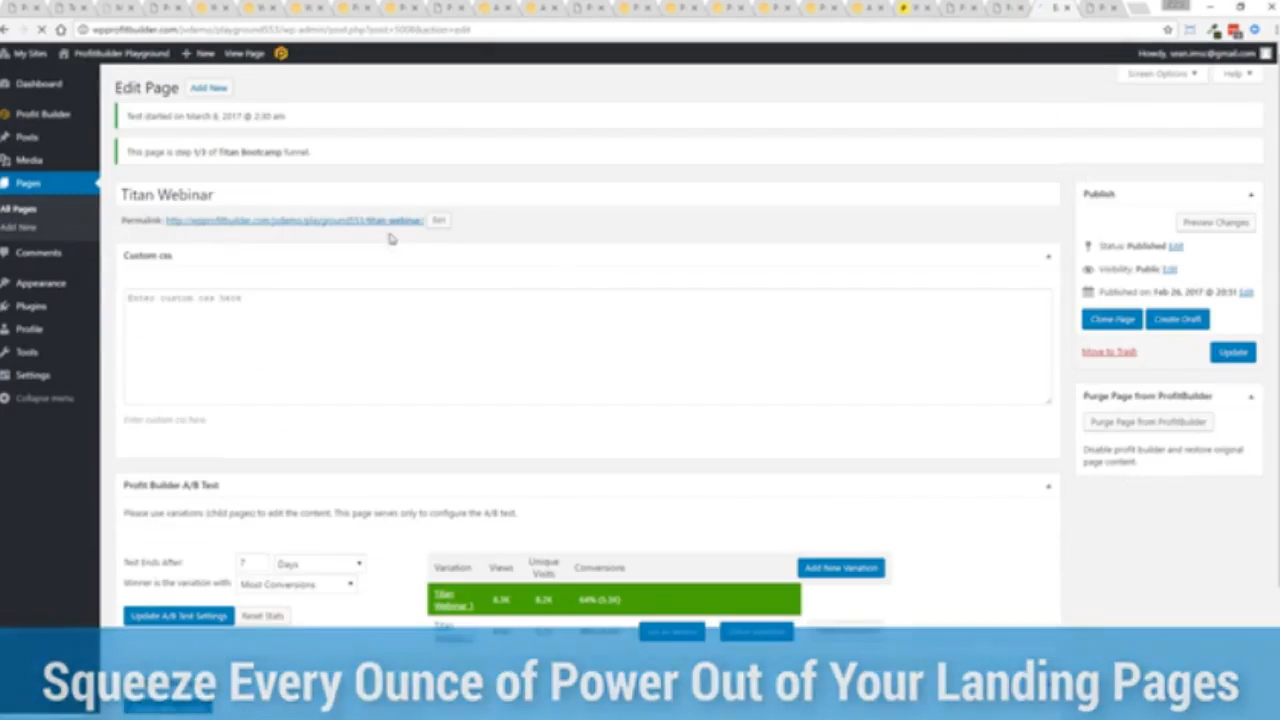 wpprofitbuilder.com/jvdemo/playground553/wp-admin/post.php?post=5008&action=edit
My Sites ProfitBuilder Playground New View Page
Howdy, sean.imsc@gmail.com
Screen Options Help
Dashboard
Profit Builder
Posts
Media
Pages
All Pages
Add New
Comments
Appearance
Plugins
Profile
Tools
Settings
Collapse menu
Edit Page Add New
Test started on March 8, 2017 @ 2:30 am
This page is step 1/3 of Titan Bootcamp funnel.
Titan Webinar
Permalink: http://wpprofitbuilder.com/jvdemo/playground553/titan-webinar/ Edit
Custom css
Enter custom css here
Enter custom css here.
Profit Builder A/B Test
Please use variations (child pages) to edit the content. This page serves only to configure the A/B test.
Test Ends After: 7 Days
Winner is the variation with: Most Conversions
Update A/B Test Settings Reset Stats
Variation Views Unique Visits Conversions Add New Variation
Titan Webinar 1 8.3K 8.2K 64% (5.3K)
Titan
Publish
Preview Changes
Status: Published Edit
Visibility: Public Edit
Published on: Feb 26, 2017 @ 20:51 Edit
Clone Page Create Draft
Move to Trash Update
Purge Page from ProfitBuilder
Purge Page from ProfitBuilder
Disable profit builder and restore original
page content.
Squeeze Every Ounce of Power Out of Your Landing Pages